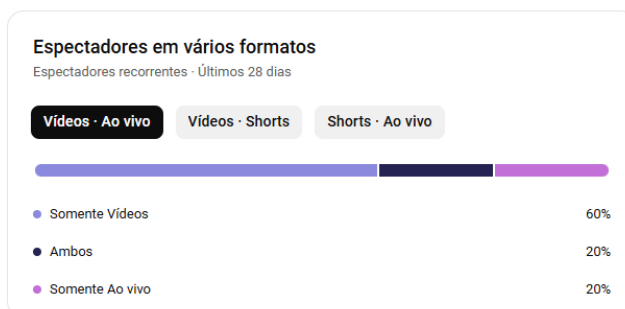 Espectadores em vários formatos
Espectadores recorrentes · Últimos 28 dias
Vídeos · Ao vivo Vídeos · Shorts Shorts · Ao vivo
Somente Vídeos 60%
Ambos 20%
Somente Ao vivo 20%